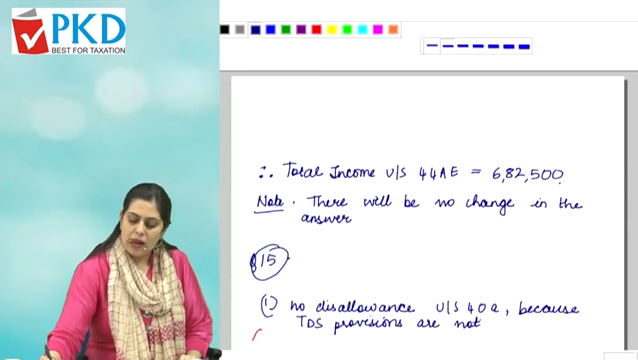 PKD
BEST FOR TAXATION
∴ Total Income U/S 44AE = 6,82,500.
Note. There will be no change in the
answer
Q15
(1) no disallowance U/S 40a, because
TDS provisions are not